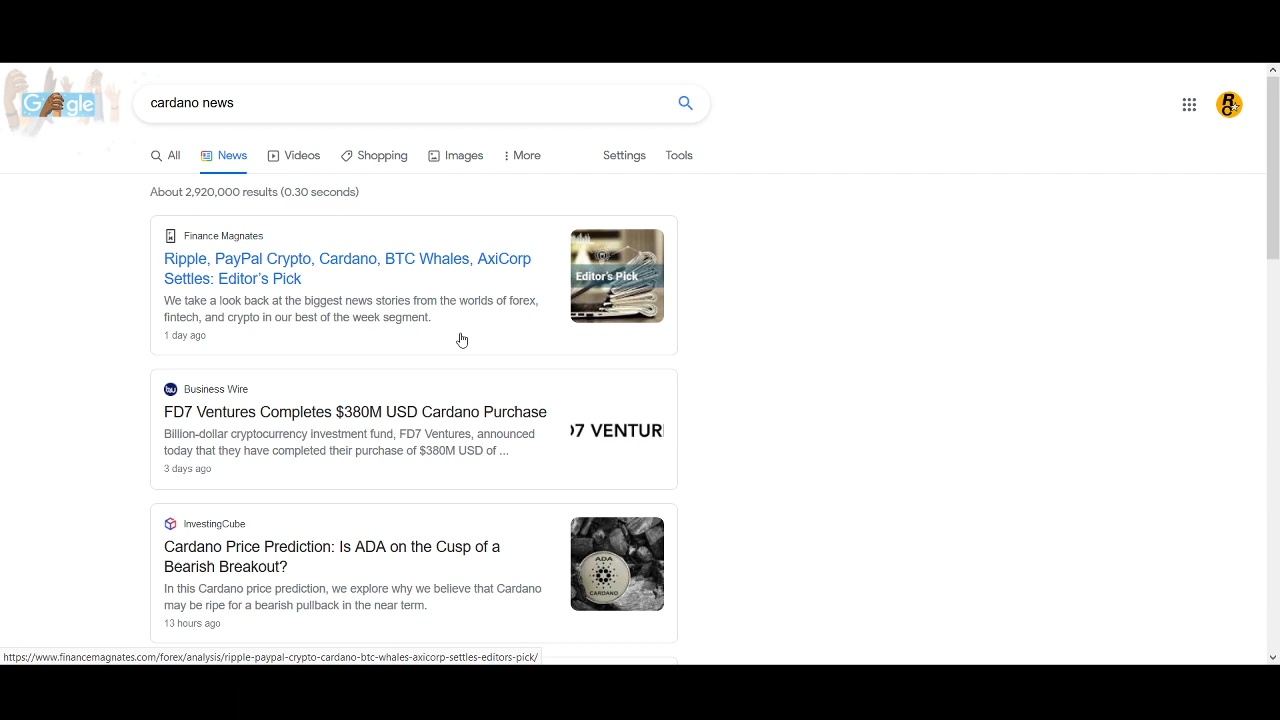 Google
cardano news
All
News
Videos
Shopping
Images
More
Settings
Tools
About 2,920,000 results (0.30 seconds)
Finance Magnates
Ripple, PayPal Crypto, Cardano, BTC Whales, AxiCorp
Settles: Editor's Pick
We take a look back at the biggest news stories from the worlds of forex,
fintech, and crypto in our best of the week segment.
1 day ago
Editor's Pick
Business Wire
FD7 Ventures Completes $380M USD Cardano Purchase
Billion-dollar cryptocurrency investment fund, FD7 Ventures, announced
today that they have completed their purchase of $380M USD of ...
3 days ago
7 VENTUR
InvestingCube
Cardano Price Prediction: Is ADA on the Cusp of a
Bearish Breakout?
In this Cardano price prediction, we explore why we believe that Cardano
may be ripe for a bearish pullback in the near term.
13 hours ago
ADA
CARDANO
https://www.financemagnates.com/forex/analysis/ripple-paypal-crypto-cardano-btc-whales-axicorp-settles-editors-pick/